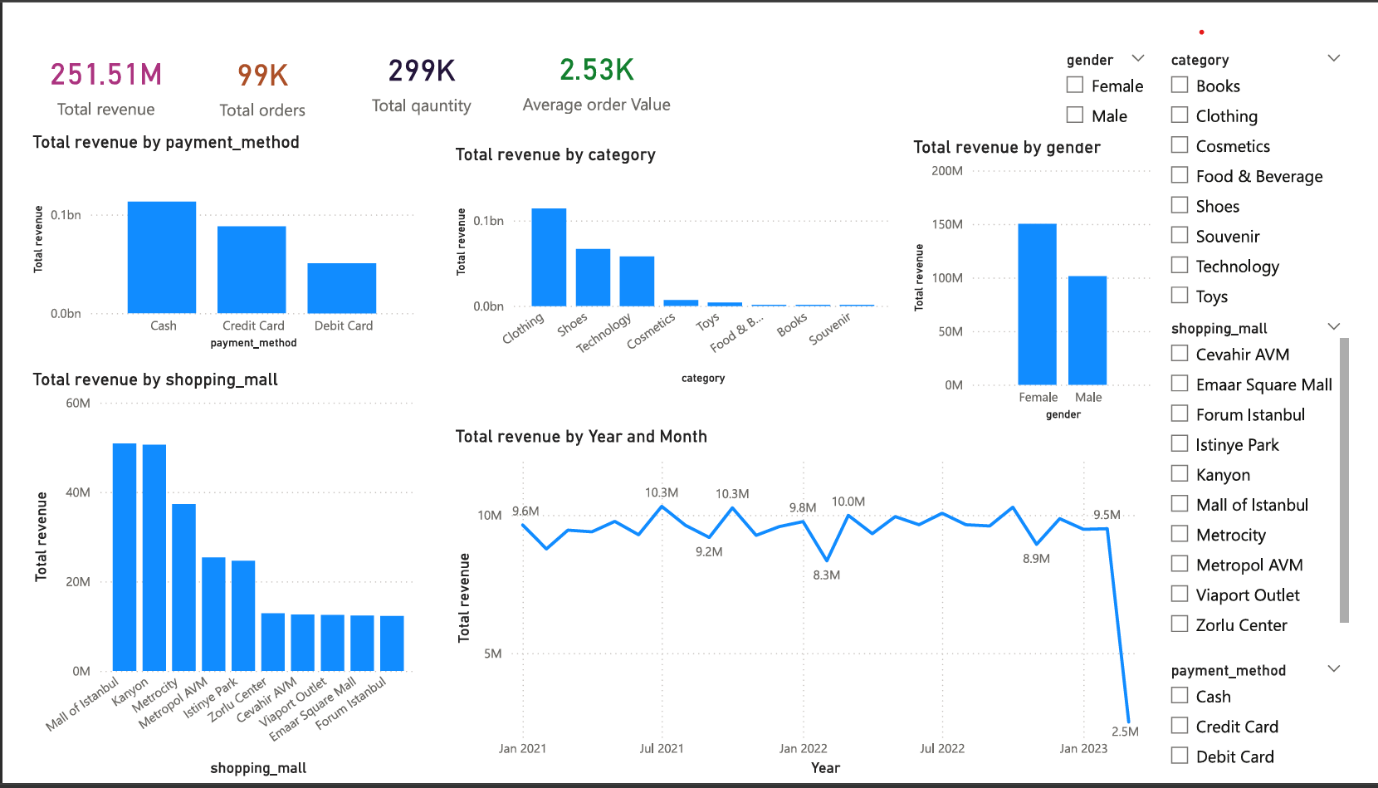 251.51M
Total revenue
99K
Total orders
299K
Total qauntity
2.53K
Average order Value
gender
Female
Male
category
Books
Clothing
Cosmetics
Food & Beverage
Shoes
Souvenir
Technology
Toys
shopping_mall
Cevahir AVM
Emaar Square Mall
Forum Istanbul
Istinye Park
Kanyon
Mall of Istanbul
Metrocity
Metropol AVM
Viaport Outlet
Zorlu Center
payment_method
Cash
Credit Card
Debit Card
Total revenue by payment_method
Total revenue
0.1bn
0.0bn
Cash
Credit Card
Debit Card
payment_method
Total revenue by category
Total revenue
0.1bn
0.0bn
Clothing
Shoes
Technology
Cosmetics
Toys
Food & B...
Books
Souvenir
category
Total revenue by gender
Total revenue
200M
150M
100M
50M
0M
Female
Male
gender
Total revenue by shopping_mall
Total revenue
60M
40M
20M
0M
Mall of Istanbul
Kanyon
Metrocity
Metropol AVM
Istinye Park
Zorlu Center
Cevahir AVM
Viaport Outlet
Emaar Square Mall
Forum Istanbul
shopping_mall
Total revenue by Year and Month
Total revenue
10M
5M
9.6M
10.3M
9.2M
10.3M
9.8M
8.3M
10.0M
8.9M
9.5M
2.5M
Jan 2021
Jul 2021
Jan 2022
Jul 2022
Jan 2023
Year